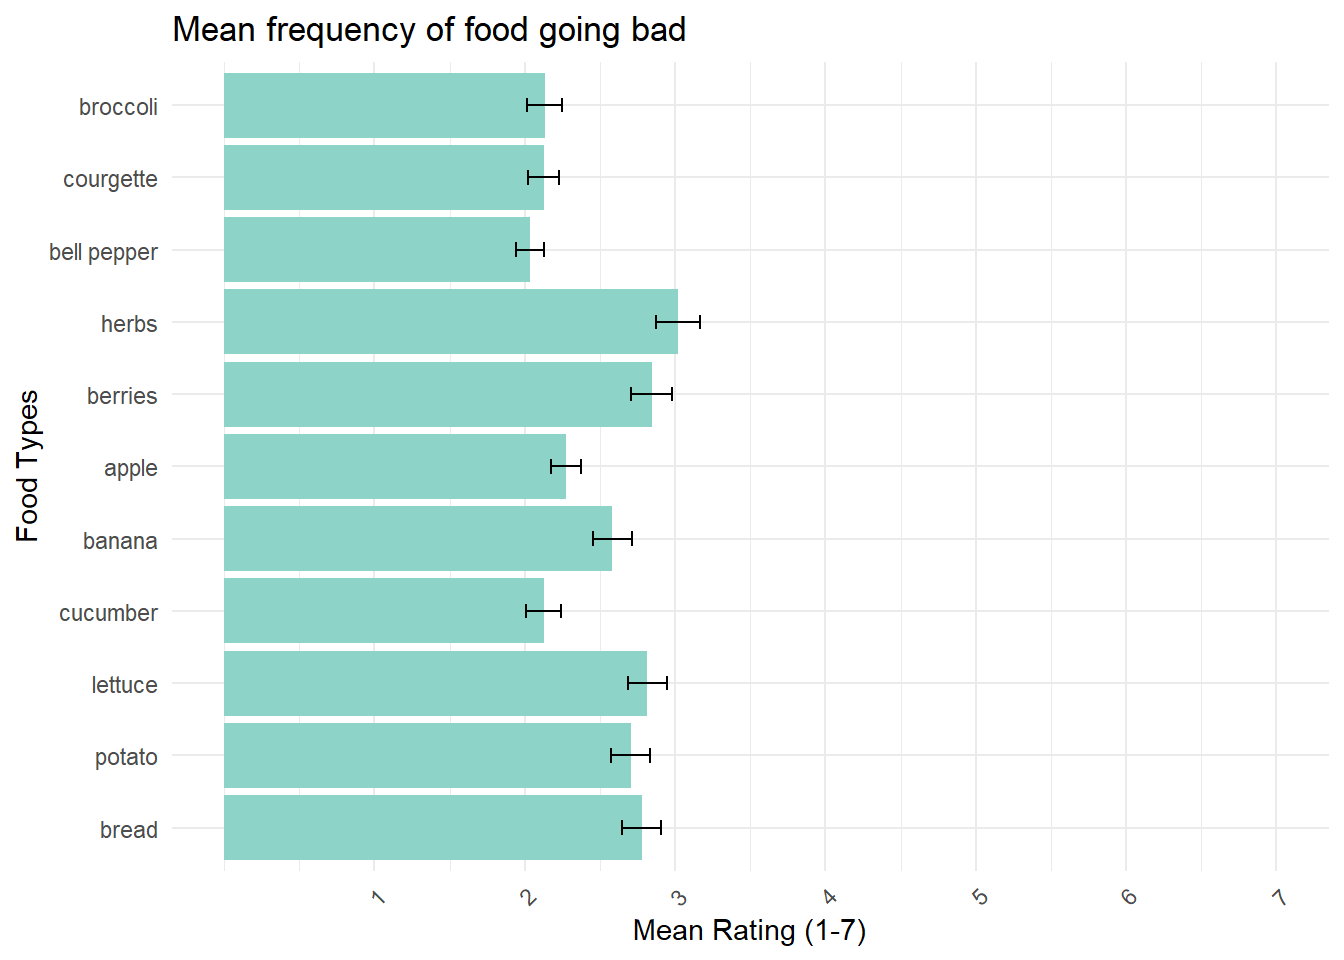 Mean frequency of food going bad
Food Types
broccoli
courgette
bell pepper
herbs
berries
apple
banana
cucumber
lettuce
potato
bread
1 2 3 4 5 6 7
Mean Rating (1-7)